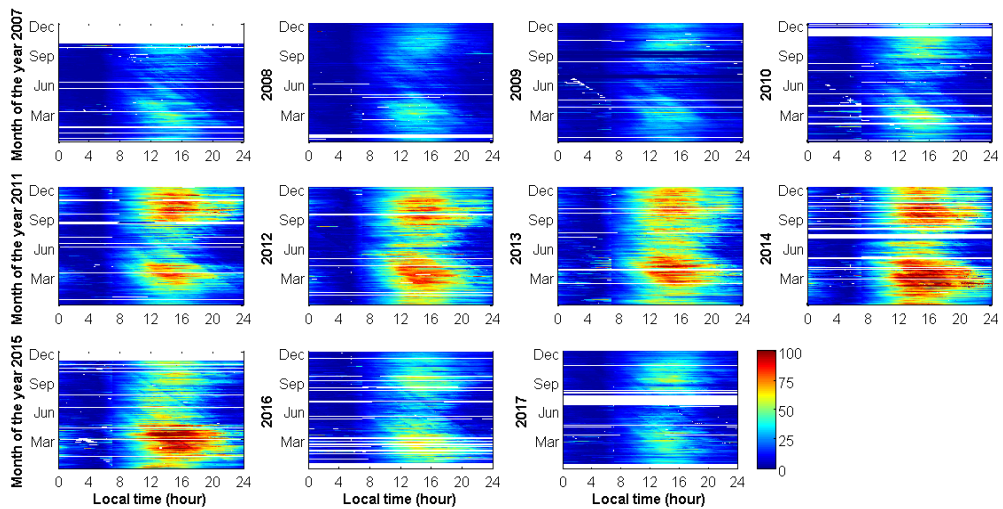 Month of the year 2007
Dec
Sep
Jun
Mar
0 4 8 12 16 20 24
2008
Dec
Sep
Jun
Mar
0 4 8 12 16 20 24
2009
Dec
Sep
Jun
Mar
0 4 8 12 16 20 24
2010
Dec
Sep
Jun
Mar
0 4 8 12 16 20 24
Month of the year 2011
Dec
Sep
Jun
Mar
0 4 8 12 16 20 24
2012
Dec
Sep
Jun
Mar
0 4 8 12 16 20 24
2013
Dec
Sep
Jun
Mar
0 4 8 12 16 20 24
2014
Dec
Sep
Jun
Mar
0 4 8 12 16 20 24
Month of the year 2015
Dec
Sep
Jun
Mar
0 4 8 12 16 20 24
Local time (hour)
2016
Dec
Sep
Jun
Mar
0 4 8 12 16 20 24
Local time (hour)
2017
Dec
Sep
Jun
Mar
0 4 8 12 16 20 24
Local time (hour)
100
75
50
25
0